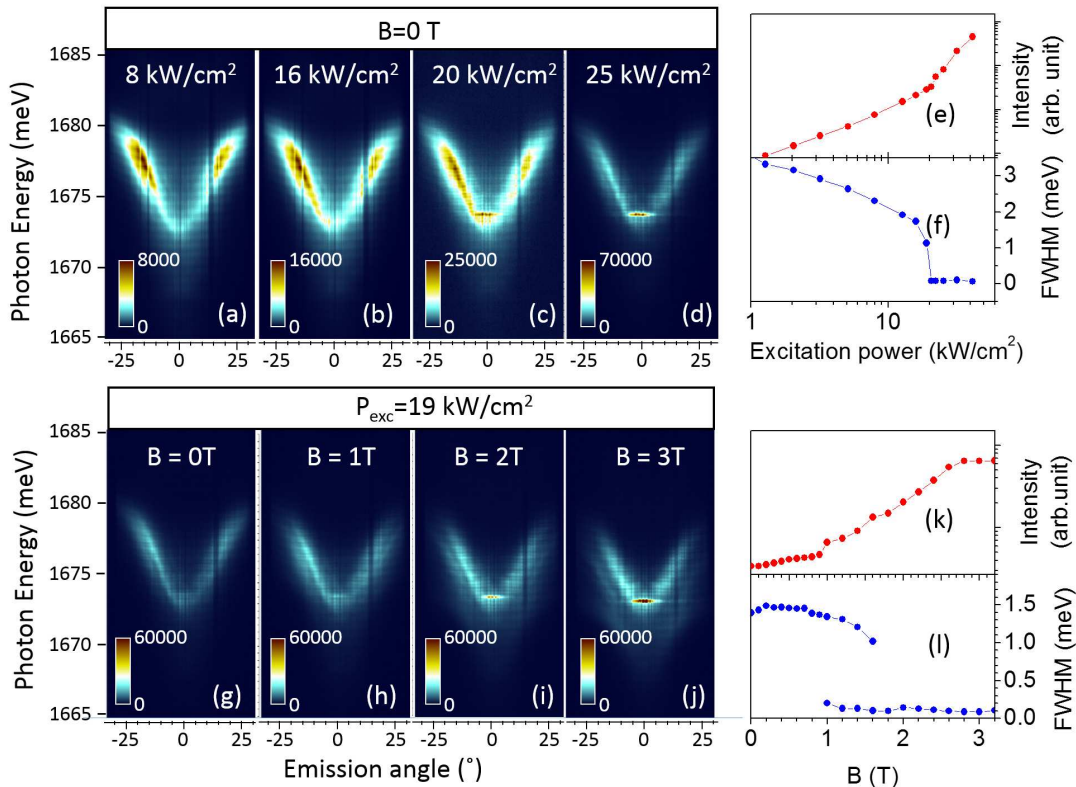 B=0 T
Photon Energy (meV)
1685
1680
1675
1670
1665
8 kW/cm²
8000
0
(a)
-25
0
25
16 kW/cm²
16000
0
(b)
-25
0
25
20 kW/cm²
25000
0
(c)
-25
0
25
25 kW/cm²
70000
0
(d)
-25
0
25
(e)
Intensity
(arb. unit)
(f)
3
2
1
0
FWHM (meV)
1
10
Excitation power (kW/cm²)
P_exc=19 kW/cm²
Photon Energy (meV)
1685
1680
1675
1670
1665
B = 0T
60000
0
(g)
-25
0
25
B = 1T
60000
0
(h)
-25
0
25
B = 2T
60000
0
(i)
-25
0
25
B = 3T
60000
0
(j)
-25
0
25
Emission angle (°)
(k)
Intensity
(arb.unit)
(l)
1.5
1.0
0.5
0.0
FWHM (meV)
0
1
2
3
B (T)